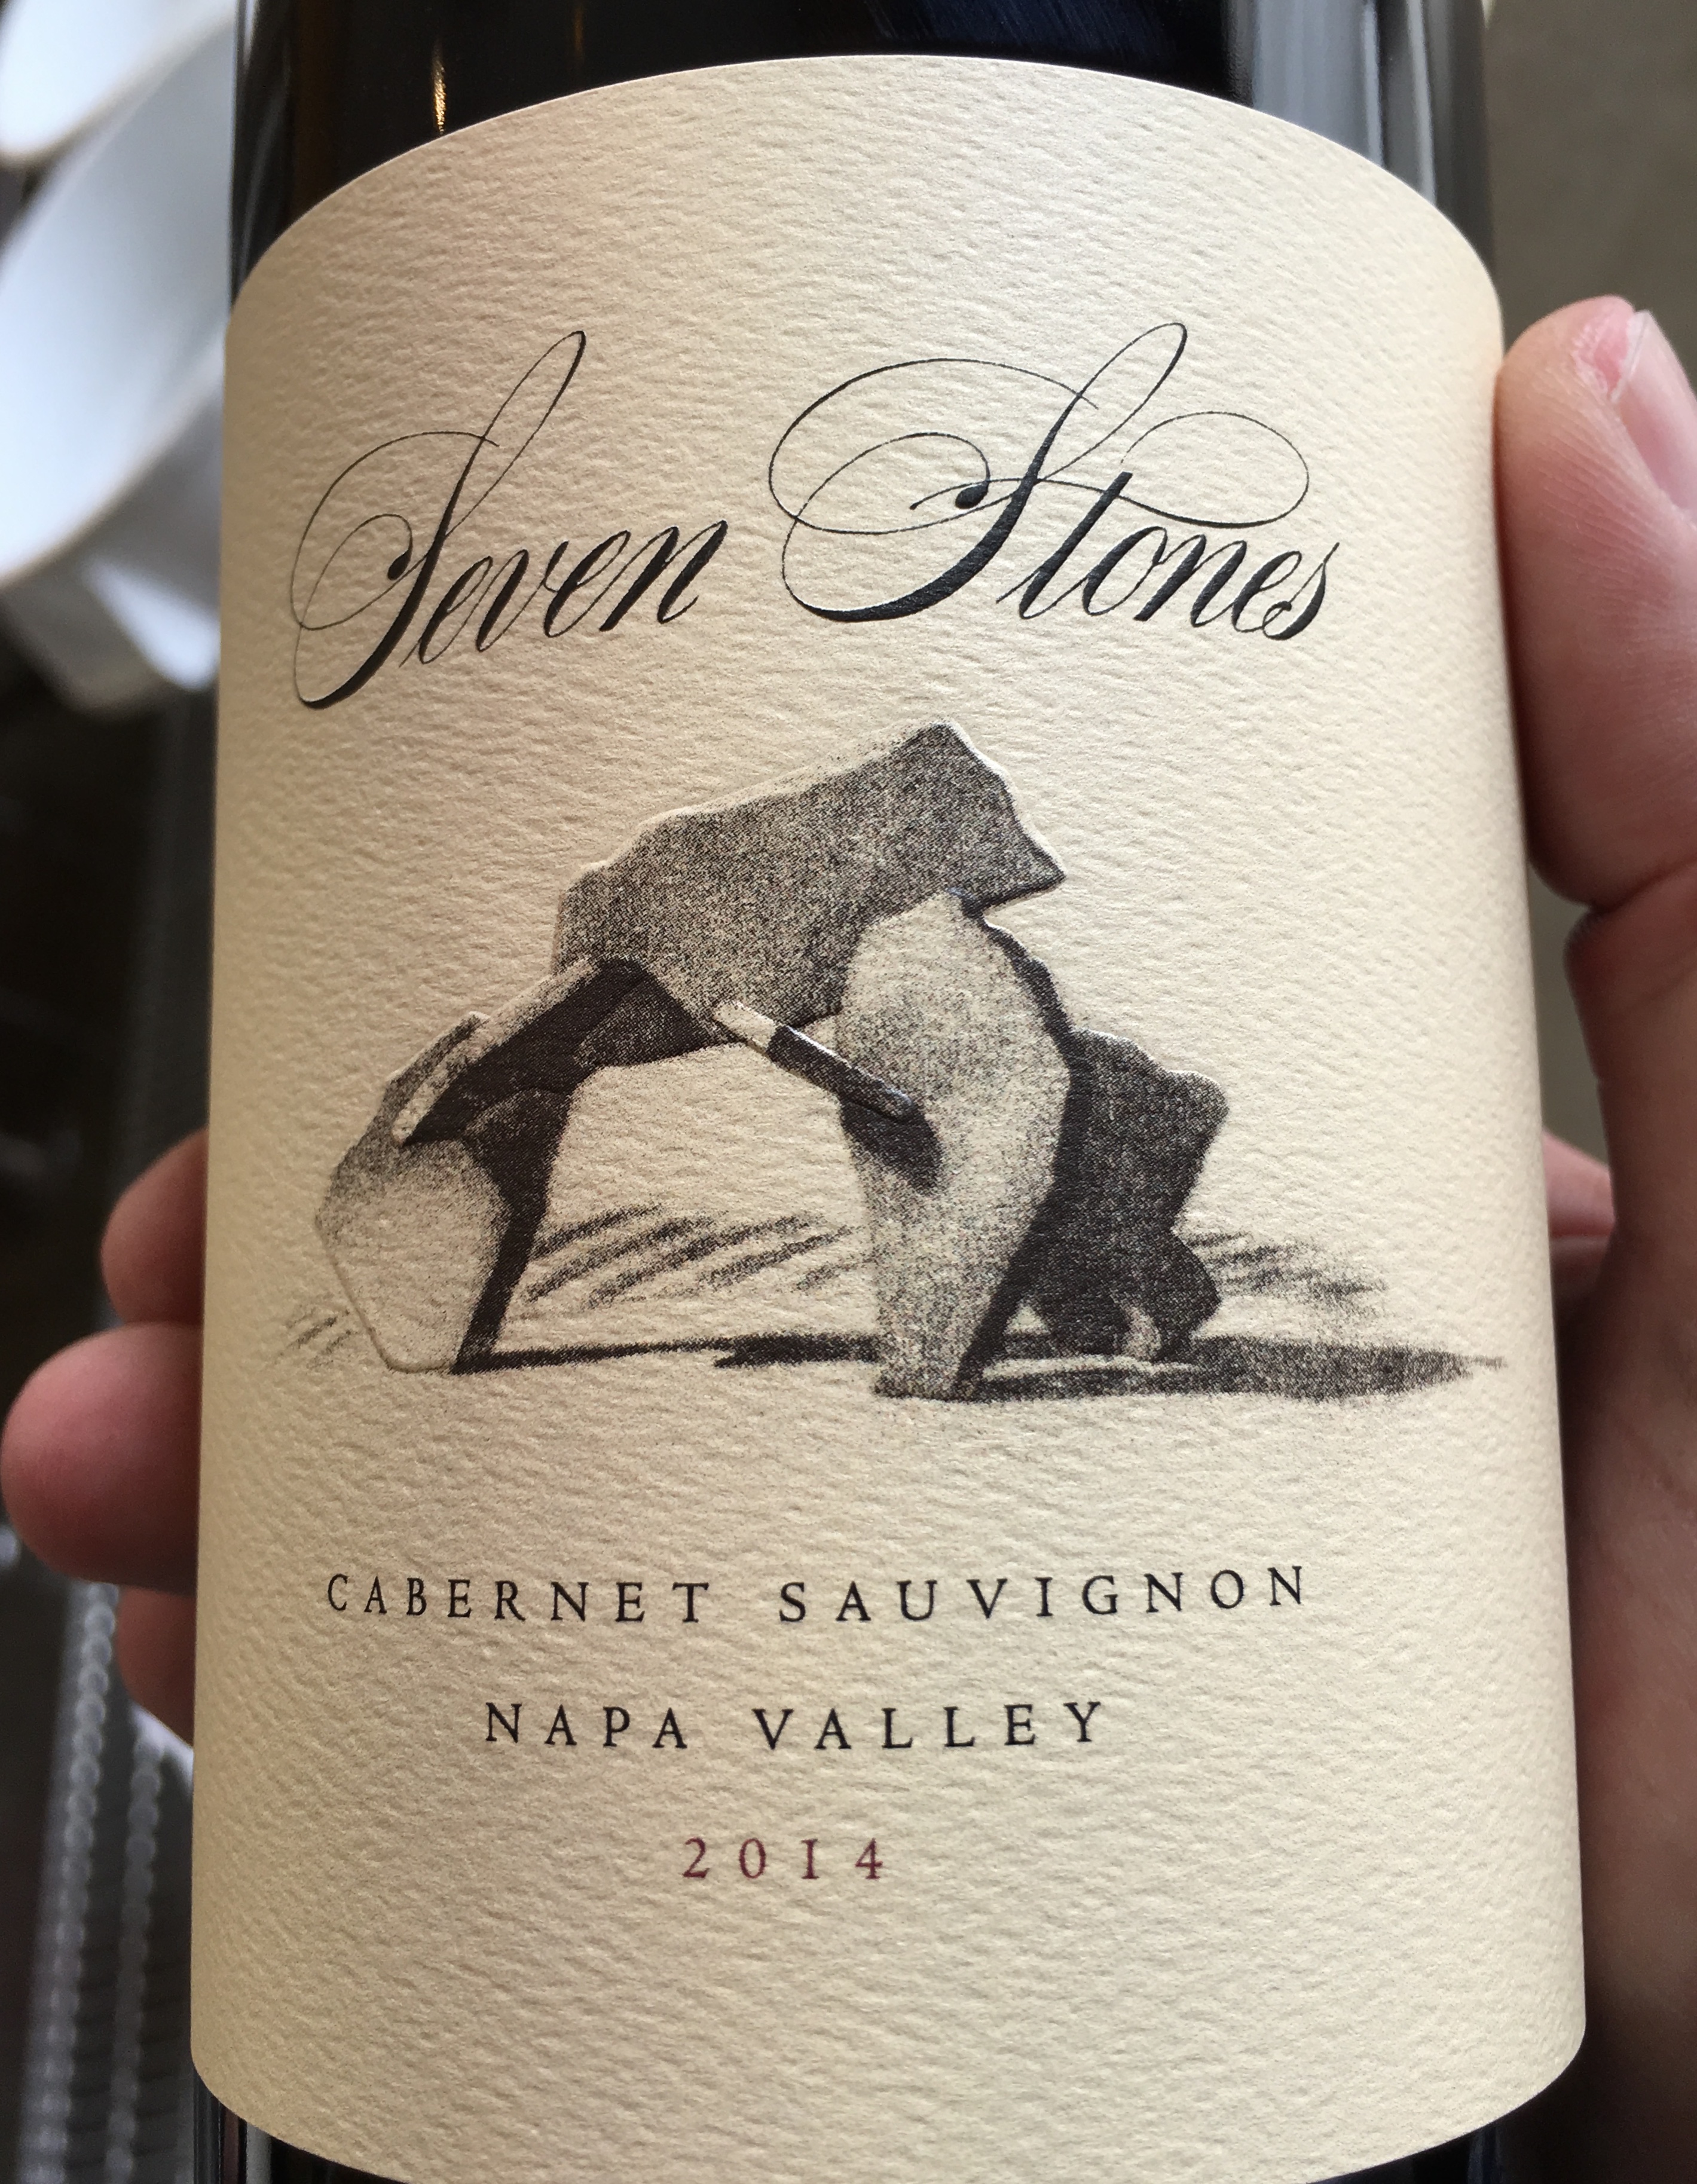 Seven Stones
CABERNET SAUVIGNON
NAPA VALLEY
2014